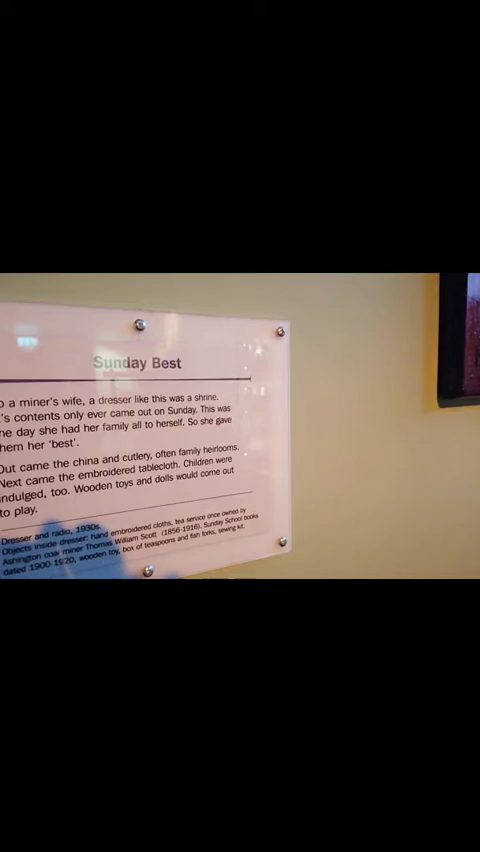 Sunday Best
o a miner's wife, a dresser like this was a shrine.
's contents only ever came out on Sunday. This was
he day she had her family all to herself. So she gave
hem her 'best'.
Out came the china and cutlery, often family heirlooms.
Next came the embroidered tablecloth. Children were
indulged, too. Wooden toys and dolls would come out
to play.
Dresser and radio, 1930s
Objects inside dresser: hand embroidered cloths, tea service once owned by
Ashington coal miner Thomas William Scott (1856-1916). Sunday School books
dated 1900-1920, wooden toy, box of teaspoons and fish forks, sewing kit.